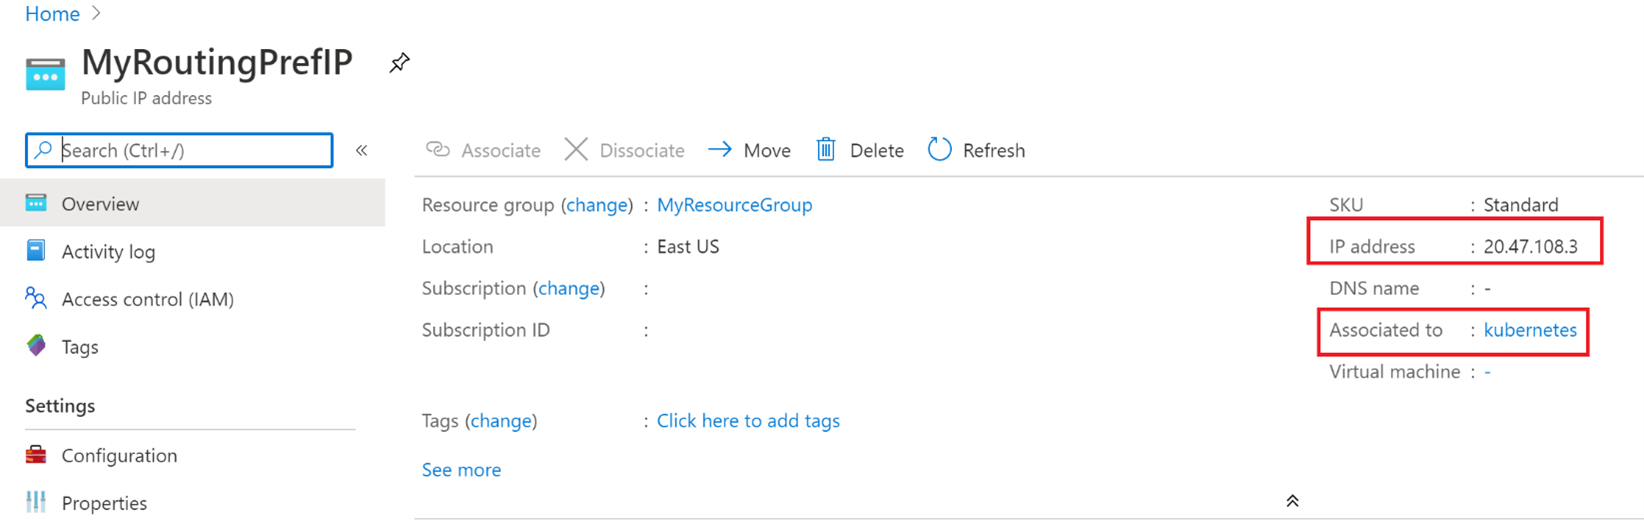 Home >
MyRoutingPrefIP
Public IP address
Search (Ctrl+/)
«
Overview
Activity log
Access control (IAM)
Tags
Settings
Configuration
Properties
Associate Dissociate Move Delete Refresh
Resource group (change) : MyResourceGroup
Location : East US
Subscription (change) :
Subscription ID :
Tags (change) : Click here to add tags
See more
SKU : Standard
IP address : 20.47.108.3
DNS name : -
Associated to : kubernetes
Virtual machine : -